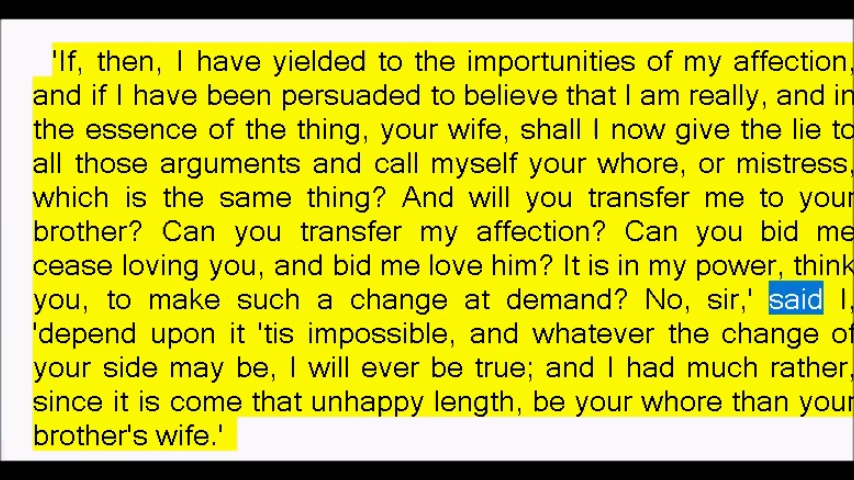 'If, then, I have yielded to the importunities of my affection,
and if I have been persuaded to believe that I am really, and in
the essence of the thing, your wife, shall I now give the lie to
all those arguments and call myself your whore, or mistress,
which is the same thing? And will you transfer me to your
brother? Can you transfer my affection? Can you bid me
cease loving you, and bid me love him? It is in my power, think
you, to make such a change at demand? No, sir,' said I,
'depend upon it 'tis impossible, and whatever the change of
your side may be, I will ever be true; and I had much rather,
since it is come that unhappy length, be your whore than your
brother's wife.'